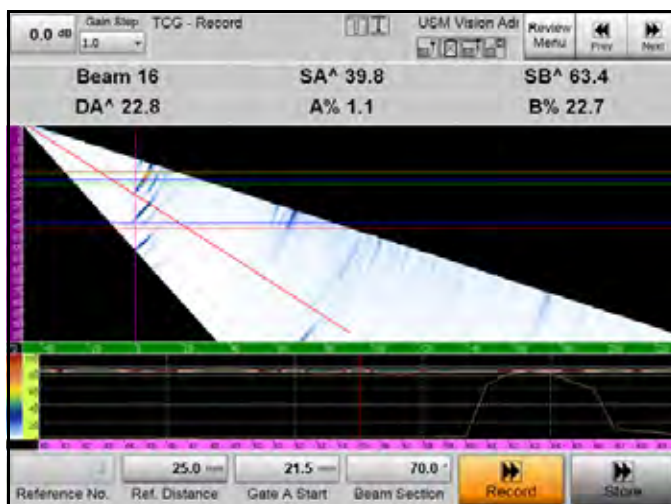 0.0 dB
Gain Step
1.0
TCG - Record
USM Vision Adr
Review
Menu
Prev
Next
Beam 16
SA^ 39.8
SB^ 63.4
DA^ 22.8
A% 1.1
B% 22.7
Reference No.
25.0 mm
Ref. Distance
21.5 mm
Gate A Start
70.0 °
Beam Section
Record
Store